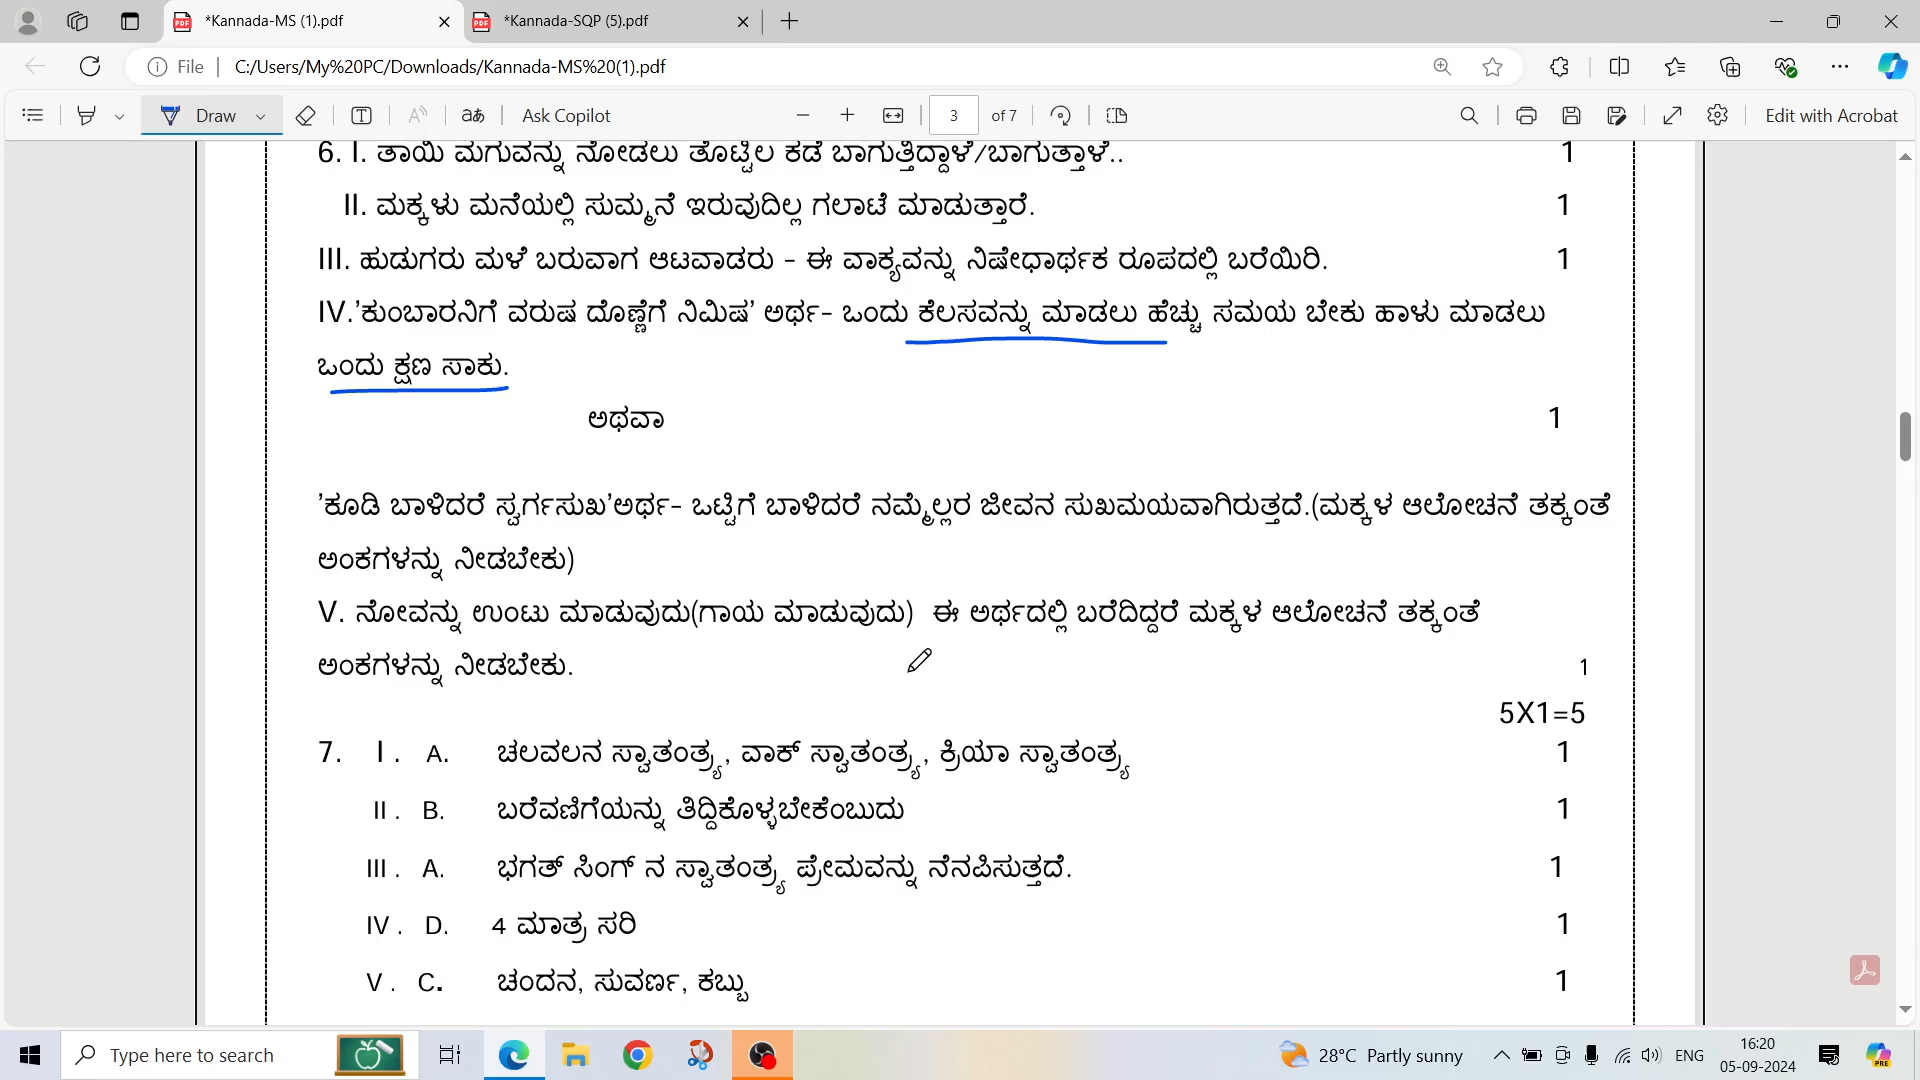 *Kannada-MS (1).pdf
*Kannada-SQP (5).pdf
File
C:/Users/My%20PC/Downloads/Kannada-MS%20(1).pdf
Draw
Ask Copilot
3 of 7
Edit with Acrobat
6. I. ತಾಯಿ ಮಗುವನ್ನು ನೋಡಲು ತೊಟ್ಟಿಲ ಕಡೆ ಬಾಗುತ್ತಿದ್ದಾಳೆ/ಬಾಗುತ್ತಾಳೆ.. 1
II. ಮಕ್ಕಳು ಮನೆಯಲ್ಲಿ ಸುಮ್ಮನೆ ಇರುವುದಿಲ್ಲ ಗಲಾಟೆ ಮಾಡುತ್ತಾರೆ. 1
III. ಹುಡುಗರು ಮಳೆ ಬರುವಾಗ ಆಟವಾಡರು – ಈ ವಾಕ್ಯವನ್ನು ನಿಷೇಧಾರ್ಥಕ ರೂಪದಲ್ಲಿ ಬರೆಯಿರಿ. 1
IV.'ಕುಂಬಾರನಿಗೆ ವರುಷ ದೊಣ್ಣೆಗೆ ನಿಮಿಷ' ಅರ್ಥ– ಒಂದು ಕೆಲಸವನ್ನು ಮಾಡಲು ಹೆಚ್ಚು ಸಮಯ ಬೇಕು ಹಾಳು ಮಾಡಲು
ಒಂದು ಕ್ಷಣ ಸಾಕು.
ಅಥವಾ 1
'ಕೂಡಿ ಬಾಳಿದರೆ ಸ್ವರ್ಗಸುಖ'ಅರ್ಥ– ಒಟ್ಟಿಗೆ ಬಾಳಿದರೆ ನಮ್ಮೆಲ್ಲರ ಜೀವನ ಸುಖಮಯವಾಗಿರುತ್ತದೆ.(ಮಕ್ಕಳ ಆಲೋಚನೆ ತಕ್ಕಂತೆ
ಅಂಕಗಳನ್ನು ನೀಡಬೇಕು)
V. ನೋವನ್ನು ಉಂಟು ಮಾಡುವುದು(ಗಾಯ ಮಾಡುವುದು) ಈ ಅರ್ಥದಲ್ಲಿ ಬರೆದಿದ್ದರೆ ಮಕ್ಕಳ ಆಲೋಚನೆ ತಕ್ಕಂತೆ
ಅಂಕಗಳನ್ನು ನೀಡಬೇಕು. 1
5X1=5
7. I . A. ಚಲವಲನ ಸ್ವಾತಂತ್ರ್ಯ, ವಾಕ್ ಸ್ವಾತಂತ್ರ್ಯ, ಕ್ರಿಯಾ ಸ್ವಾತಂತ್ರ್ಯ 1
II . B. ಬರೆವಣಿಗೆಯನ್ನು ತಿದ್ದಿಕೊಳ್ಳಬೇಕೆಂಬುದು 1
III . A. ಭಗತ್ ಸಿಂಗ್ ನ ಸ್ವಾತಂತ್ರ್ಯ ಪ್ರೇಮವನ್ನು ನೆನಪಿಸುತ್ತದೆ. 1
IV . D. 4 ಮಾತ್ರ ಸರಿ 1
V . C. ಚಂದನ, ಸುವರ್ಣ, ಕಬ್ಬು 1
Type here to search
28°C Partly sunny
ENG
16:20
05-09-2024